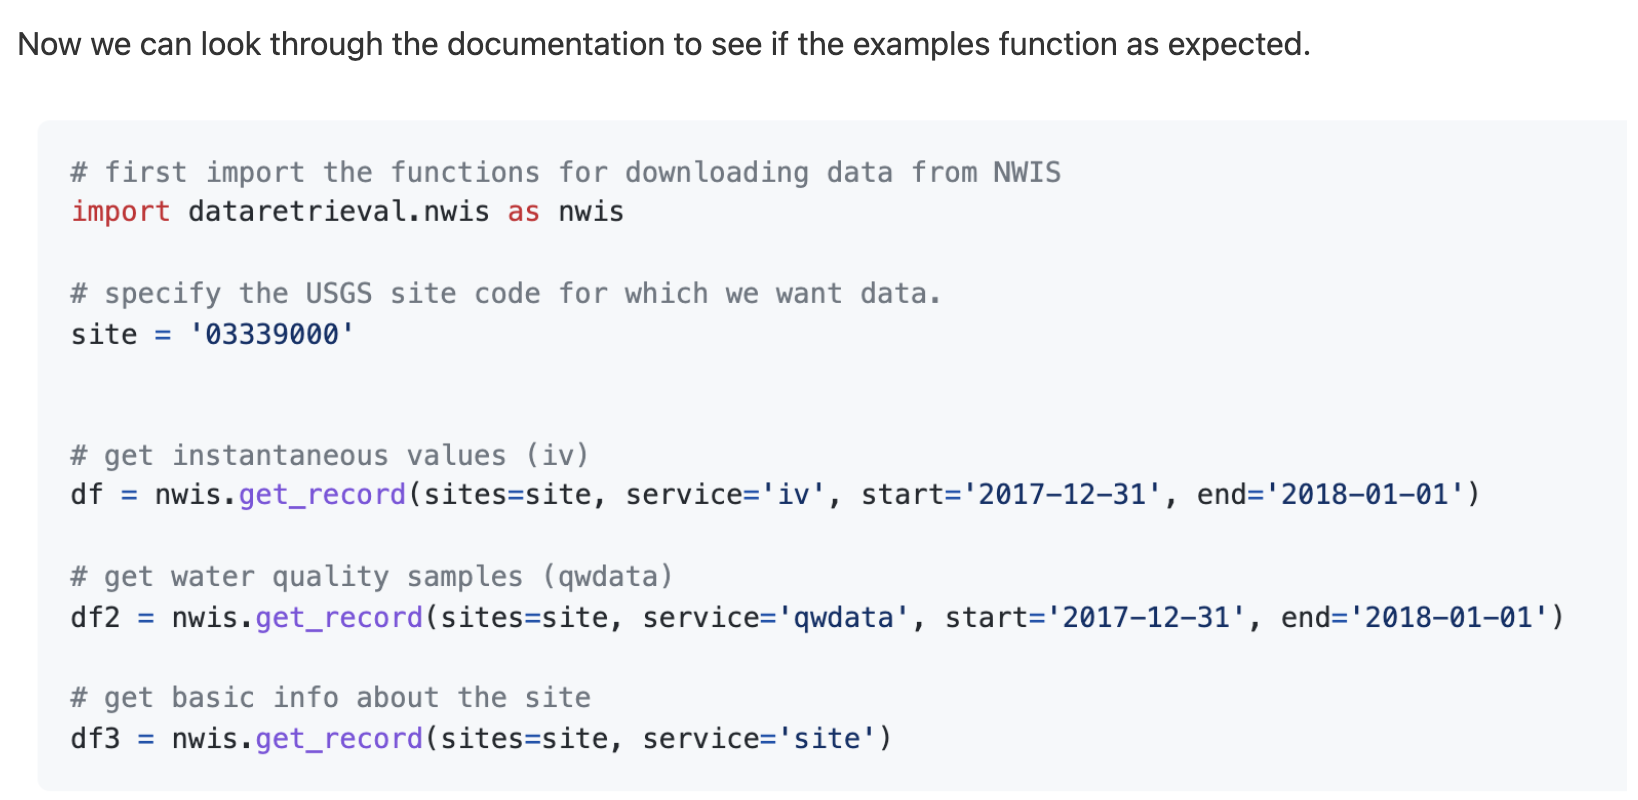 Now we can look through the documentation to see if the examples function as expected.
# first import the functions for downloading data from NWIS
import dataretrieval.nwis as nwis
# specify the USGS site code for which we want data.
site = '03339000'
# get instantaneous values (iv)
df = nwis.get_record(sites=site, service='iv', start='2017-12-31', end='2018-01-01')
# get water quality samples (qwdata)
df2 = nwis.get_record(sites=site, service='qwdata', start='2017-12-31', end='2018-01-01')
# get basic info about the site
df3 = nwis.get_record(sites=site, service='site')